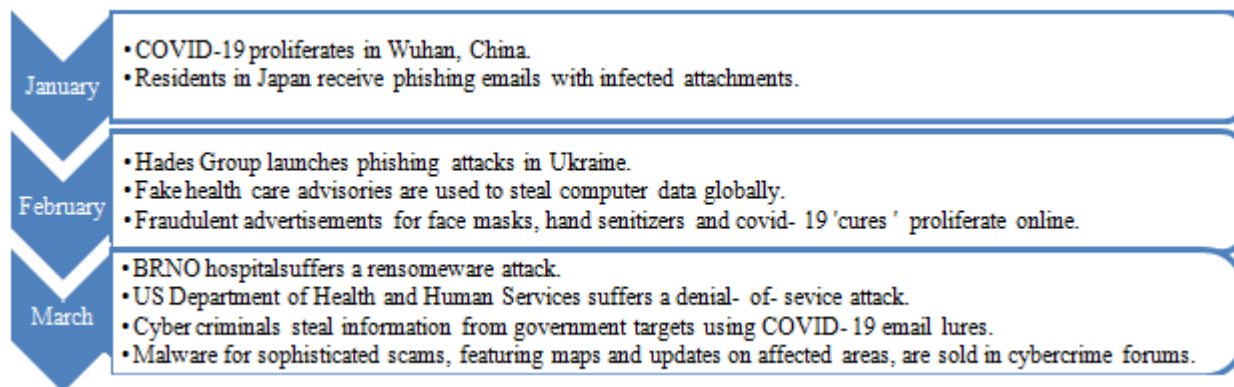 January
• COVID-19 proliferates in Wuhan, China.
• Residents in Japan receive phishing emails with infected attachments.
February
• Hades Group launches phishing attacks in Ukraine.
• Fake health care advisories are used to steal computer data globally.
• Fraudulent advertisements for face masks, hand senitizers and covid- 19 'cures ' proliferate online.
March
• BRNO hospitalsuffers a rensomeware attack.
• US Department of Health and Human Services suffers a denial- of- sevice attack.
• Cyber criminals steal information from government targets using COVID- 19 email lures.
• Malware for sophisticated scams, featuring maps and updates on affected areas, are sold in cybercrime forums.